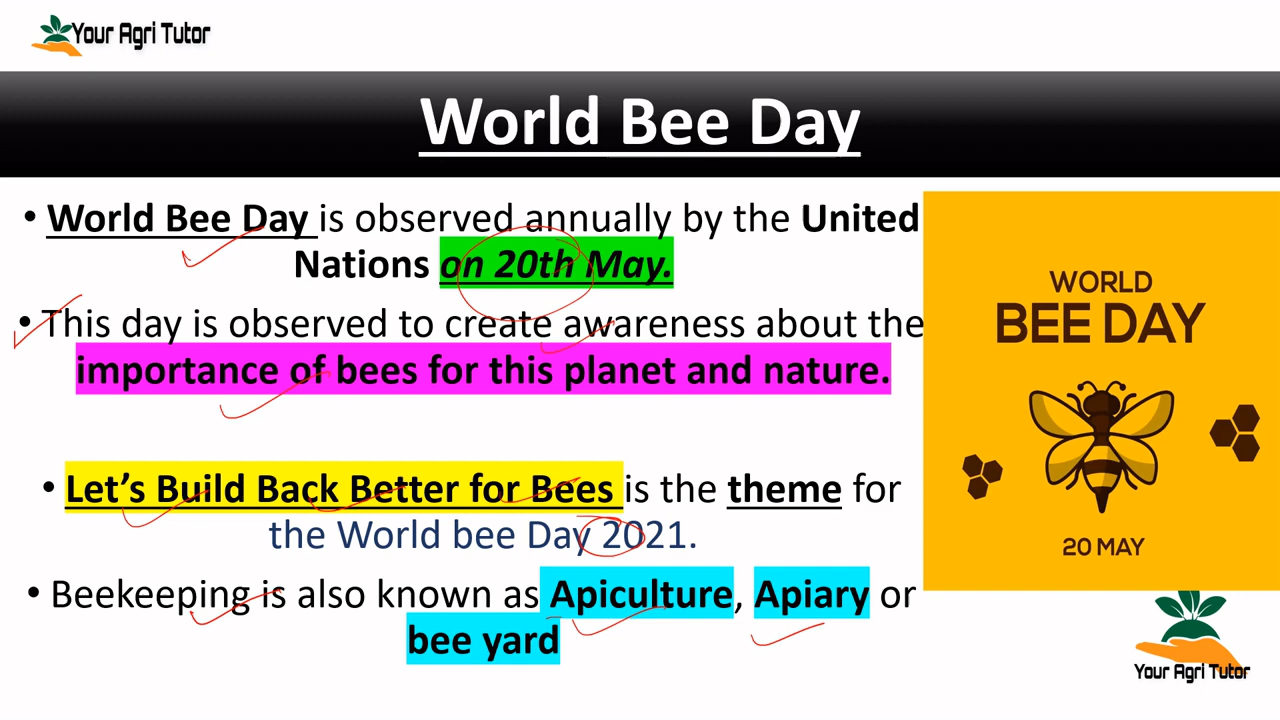 Your Agri Tutor
World Bee Day
• World Bee Day is observed annually by the United
Nations on 20th May.
• This day is observed to create awareness about the
importance of bees for this planet and nature.
• Let’s Build Back Better for Bees is the theme for
the World bee Day 2021.
• Beekeeping is also known as Apiculture, Apiary or
bee yard
WORLD
BEE DAY
20 MAY
Your Agri Tutor